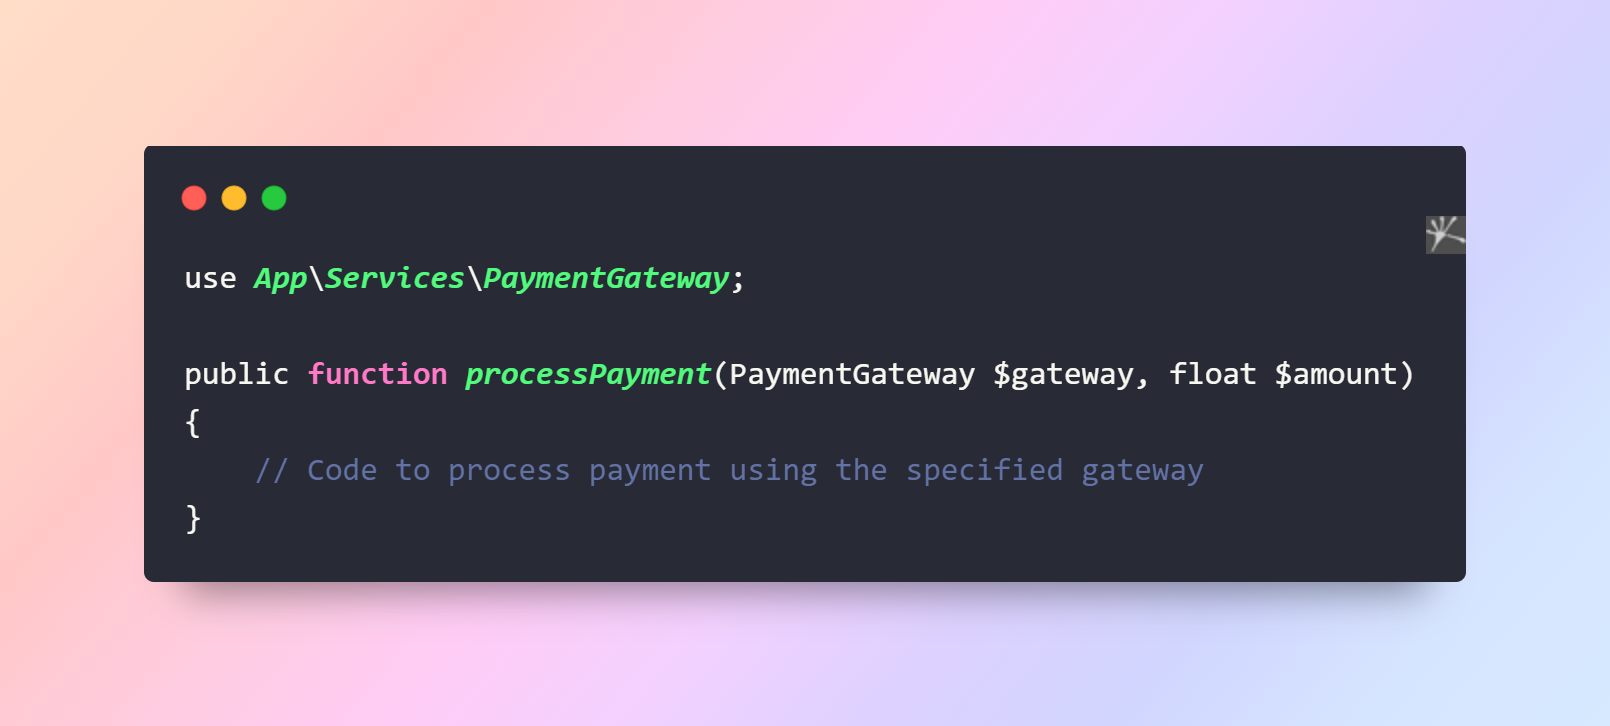 use App\Services\PaymentGateway;
public function processPayment(PaymentGateway $gateway, float $amount)
{
    // Code to process payment using the specified gateway
}